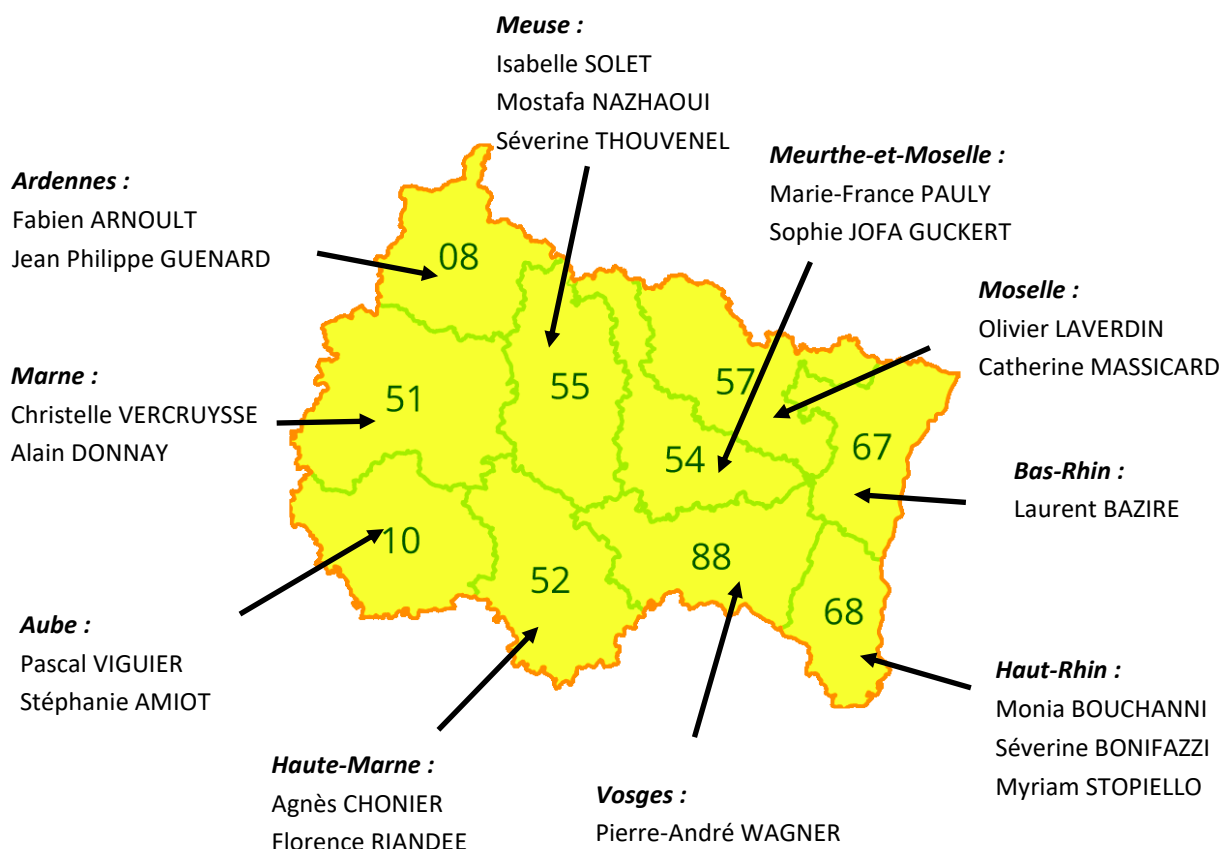 Meuse :
Isabelle SOLET
Mostafa NAZHAOUI
Séverine THOUVENEL
Meurthe-et-Moselle :
Marie-France PAULY
Sophie JOFA GUCKERT
Ardennes :
Fabien ARNOULT
Jean Philippe GUENARD
Moselle :
Olivier LAVERDIN
Catherine MASSICARD
Marne :
Christelle VERCRUYSSE
Alain DONNAY
08
51
55
57
54
67
10
52
88
68
Bas-Rhin :
Laurent BAZIRE
Aube :
Pascal VIGUIER
Stéphanie AMIOT
Haut-Rhin :
Monia BOUCHANNI
Séverine BONIFAZZI
Myriam STOPIELLO
Haute-Marne :
Agnès CHONIER
Florence RIANDEE
Vosges :
Pierre-André WAGNER